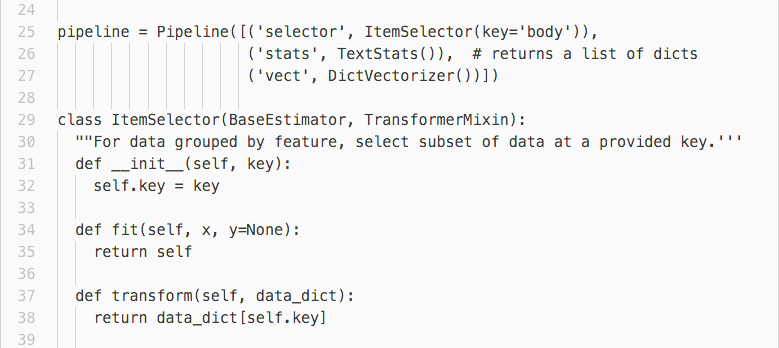 24
25 pipeline = Pipeline([('selector', ItemSelector(key='body')),
26                      ('stats', TextStats()),  # returns a list of dicts
27                      ('vect', DictVectorizer())])
28
29 class ItemSelector(BaseEstimator, TransformerMixin):
30   ""For data grouped by feature, select subset of data at a provided key.'''
31   def __init__(self, key):
32     self.key = key
33
34   def fit(self, x, y=None):
35     return self
36
37   def transform(self, data_dict):
38     return data_dict[self.key]
39